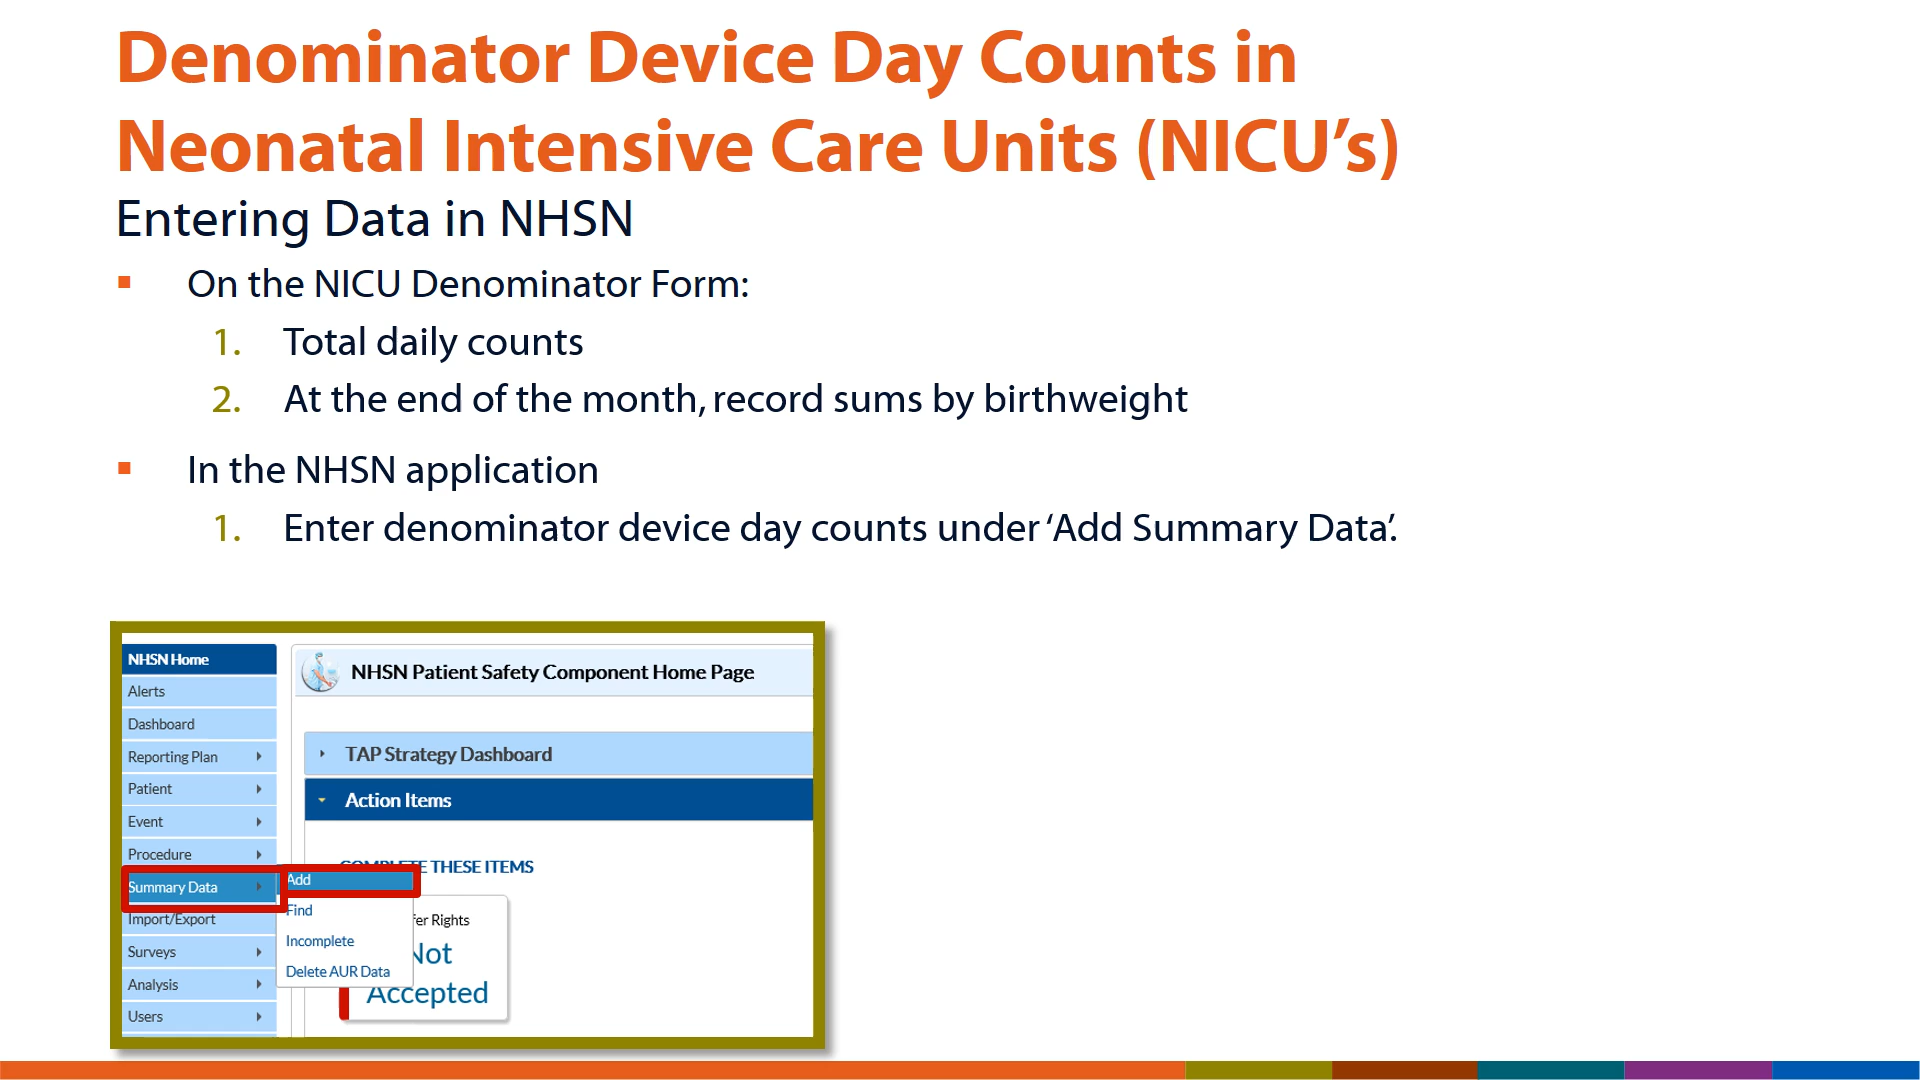 Denominator Device Day Counts in
Neonatal Intensive Care Units (NICU’s)
Entering Data in NHSN
▪ On the NICU Denominator Form:
1. Total daily counts
2. At the end of the month, record sums by birthweight
▪ In the NHSN application
1. Enter denominator device day counts under ‘Add Summary Data’.
NHSN Home
Alerts
Dashboard
Reporting Plan
Patient
Event
Procedure
Summary Data
Import/Export
Surveys
Analysis
Users
NHSN Patient Safety Component Home Page
TAP Strategy Dashboard
Action Items
COMPLETE THESE ITEMS
Add
Find
Incomplete
Delete AUR Data
fer Rights
Not
Accepted